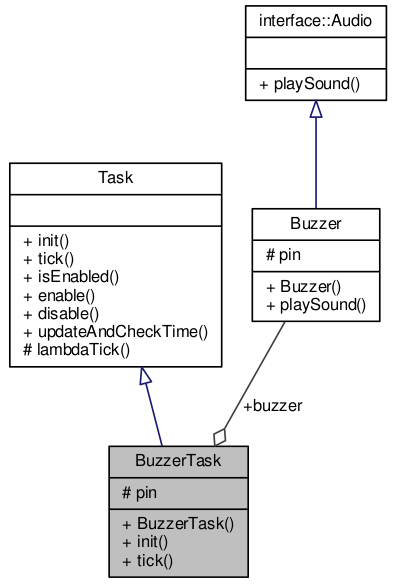 interface::Audio
+ playSound()
Task
+ init()
+ tick()
+ isEnabled()
+ enable()
+ disable()
+ updateAndCheckTime()
# lambdaTick()
Buzzer
# pin
+ Buzzer()
+ playSound()
+buzzer
BuzzerTask
# pin
+ BuzzerTask()
+ init()
+ tick()